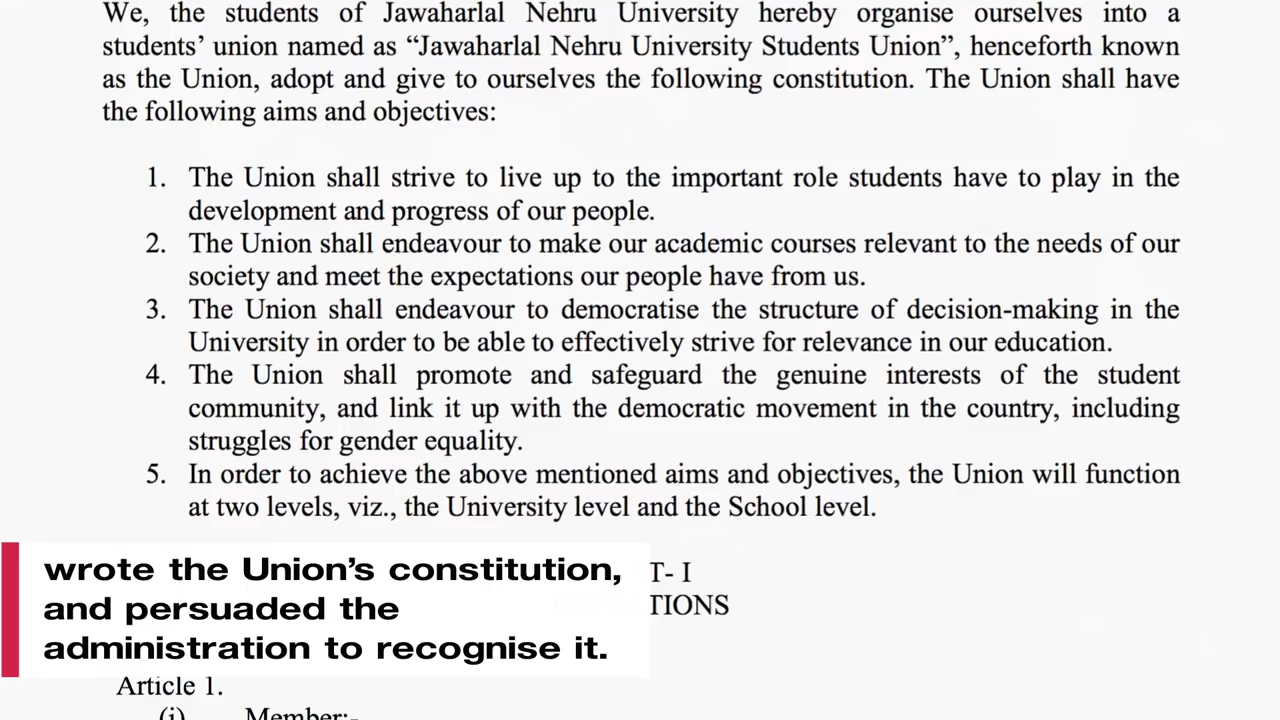 We, the students of Jawaharlal Nehru University hereby organise ourselves into a
students’ union named as “Jawaharlal Nehru University Students Union”, henceforth known
as the Union, adopt and give to ourselves the following constitution. The Union shall have
the following aims and objectives:
1. The Union shall strive to live up to the important role students have to play in the
development and progress of our people.
2. The Union shall endeavour to make our academic courses relevant to the needs of our
society and meet the expectations our people have from us.
3. The Union shall endeavour to democratise the structure of decision-making in the
University in order to be able to effectively strive for relevance in our education.
4. The Union shall promote and safeguard the genuine interests of the student
community, and link it up with the democratic movement in the country, including
struggles for gender equality.
5. In order to achieve the above mentioned aims and objectives, the Union will function
at two levels, viz., the University level and the School level.
T- I
TIONS
wrote the Union’s constitution,
and persuaded the
administration to recognise it.
Article 1.
(i) Member:-